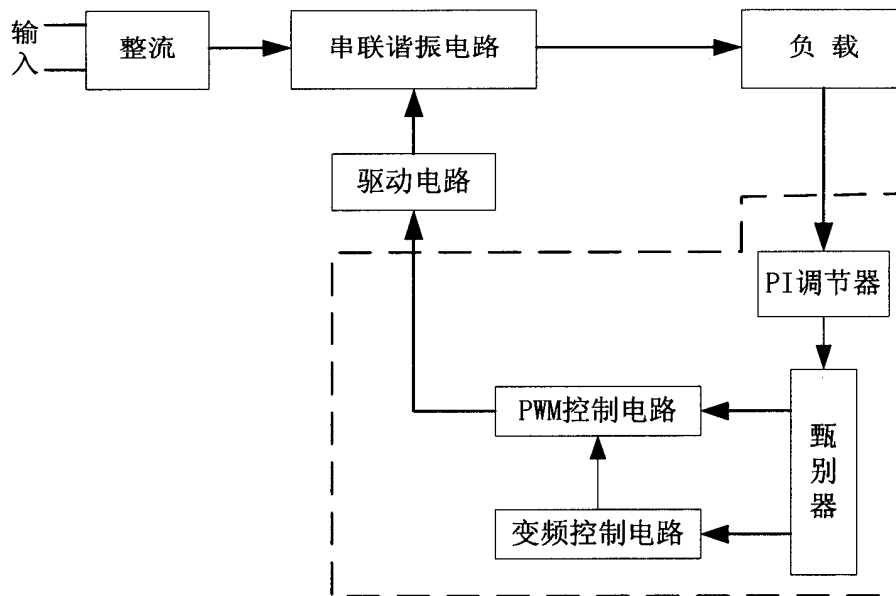 输入
整流
串联谐振电路
负 载
驱动电路
PI调节器
PWM控制电路
甄别器
变频控制电路